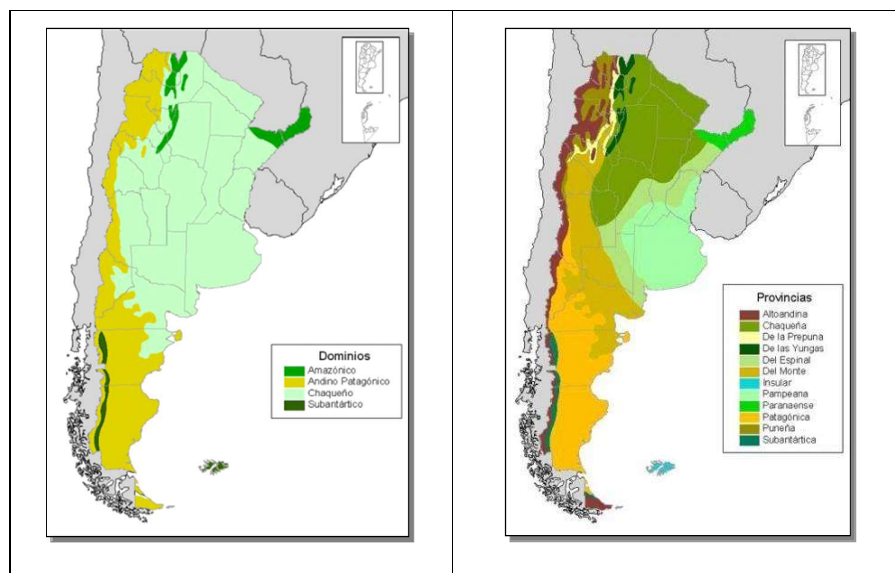 Dominios
Amazónico
Andino Patagónico
Chaqueño
Subantártico
Provincias
Altoandina
Chaqueña
De la Prepuna
De las Yungas
Del Espinal
Del Monte
Insular
Pampeana
Paranaense
Patagónica
Puneña
Subantártica